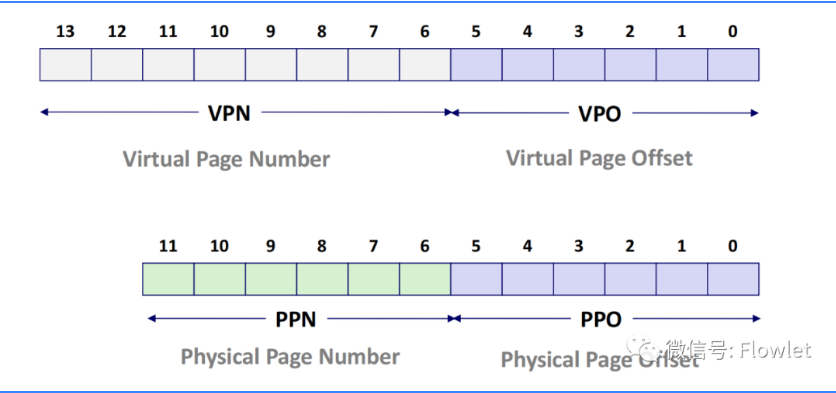 13 12 11 10 9 8 7 6 5 4 3 2 1 0
VPN VPO
Virtual Page Number Virtual Page Offset
11 10 9 8 7 6 5 4 3 2 1 0
PPN PPO
Physical Page Number Physical Page Offset
微信号: Flowlet